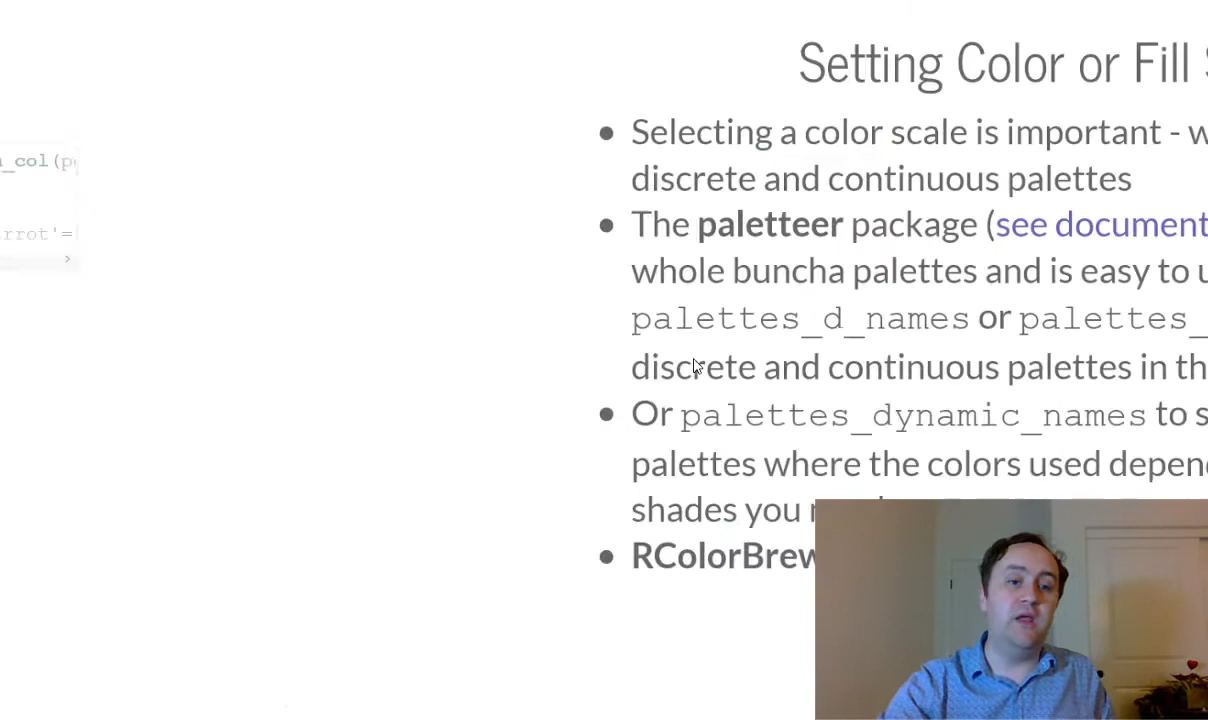 Setting Color or Fill
Selecting a color scale is important -
discrete and continuous palettes
_col(
The paletteer package (see document
rrot'=
whole buncha palettes and is easy to
palettes_d_names or palettes_
discrete and continuous palettes in
Or palettes_dynamic_names to
palettes where the colors used
shades you
RColorBrew